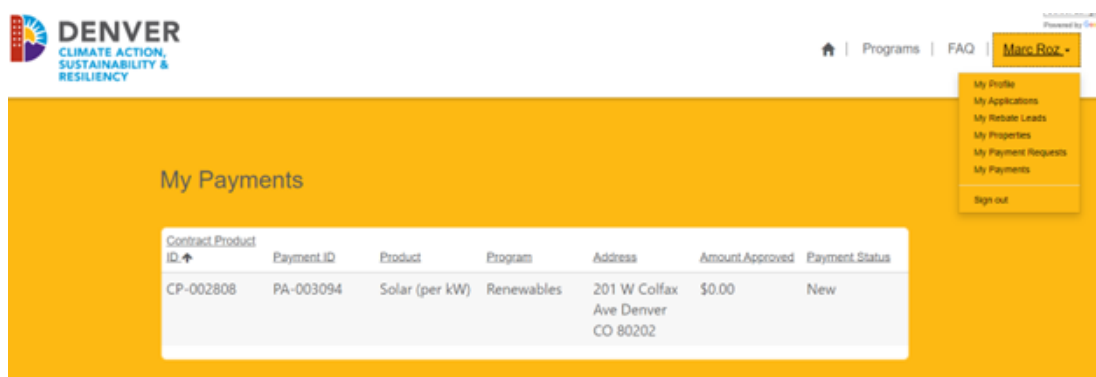 DENVER
CLIMATE ACTION,
SUSTAINABILITY &
RESILIENCY
Powered by
| Programs | FAQ | Marc Roz
My Profile
My Applications
My Rebate Leads
My Properties
My Payment Requests
My Payments
Sign out
My Payments
Contract Product
ID Payment ID Product Program Address Amount Approved Payment Status
CP-002808 PA-003094 Solar (per kW) Renewables 201 W Colfax $0.00 New
Ave Denver
CO 80202